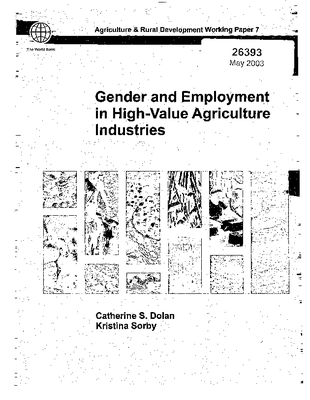 Agriculture & Rural Development Working Paper 7
The World Bank
26393
May 2003
Gender and Employment
in High-Value Agriculture
Industries
Catherine S. Dolan
Kristina Sorby